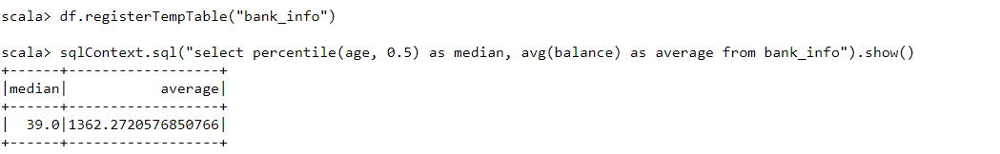 scala> df.registerTempTable("bank_info")
scala> sqlContext.sql("select percentile(age, 0.5) as median, avg(balance) as average from bank_info").show()
+------+------------------+
|median|           average|
+------+------------------+
|  39.0|1362.2720576850766|
+------+------------------+